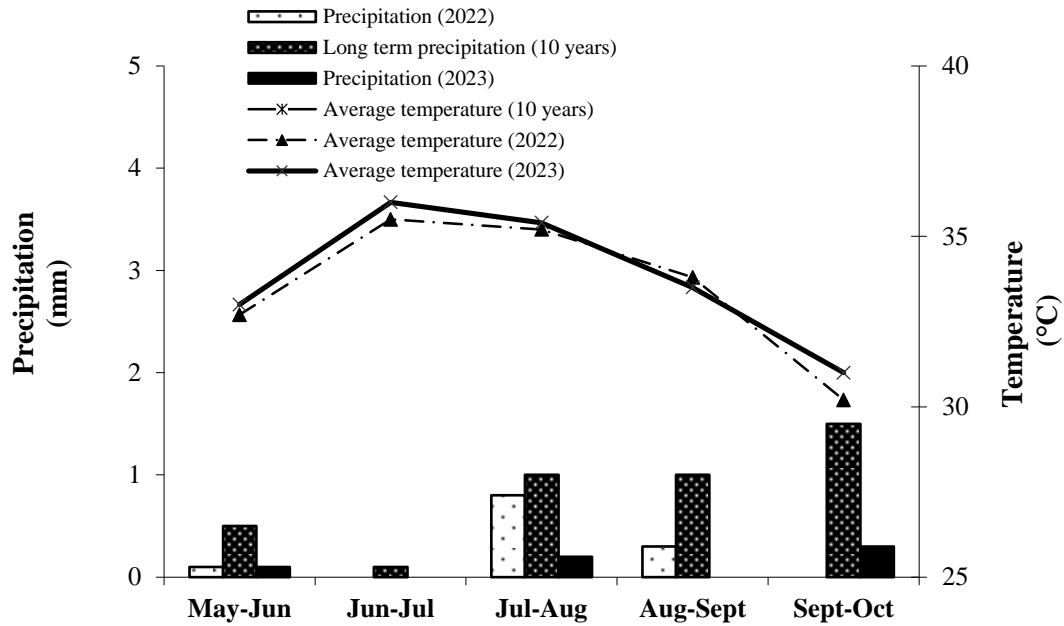 Precipitation (2022)
Long term precipitation (10 years)
Precipitation (2023)
Average temperature (10 years)
Average temperature (2022)
Average temperature (2023)
5
4
3
2
1
0
Precipitation
(mm)
40
35
30
25
Temperature
(°C)
May-Jun Jun-Jul Jul-Aug Aug-Sept Sept-Oct